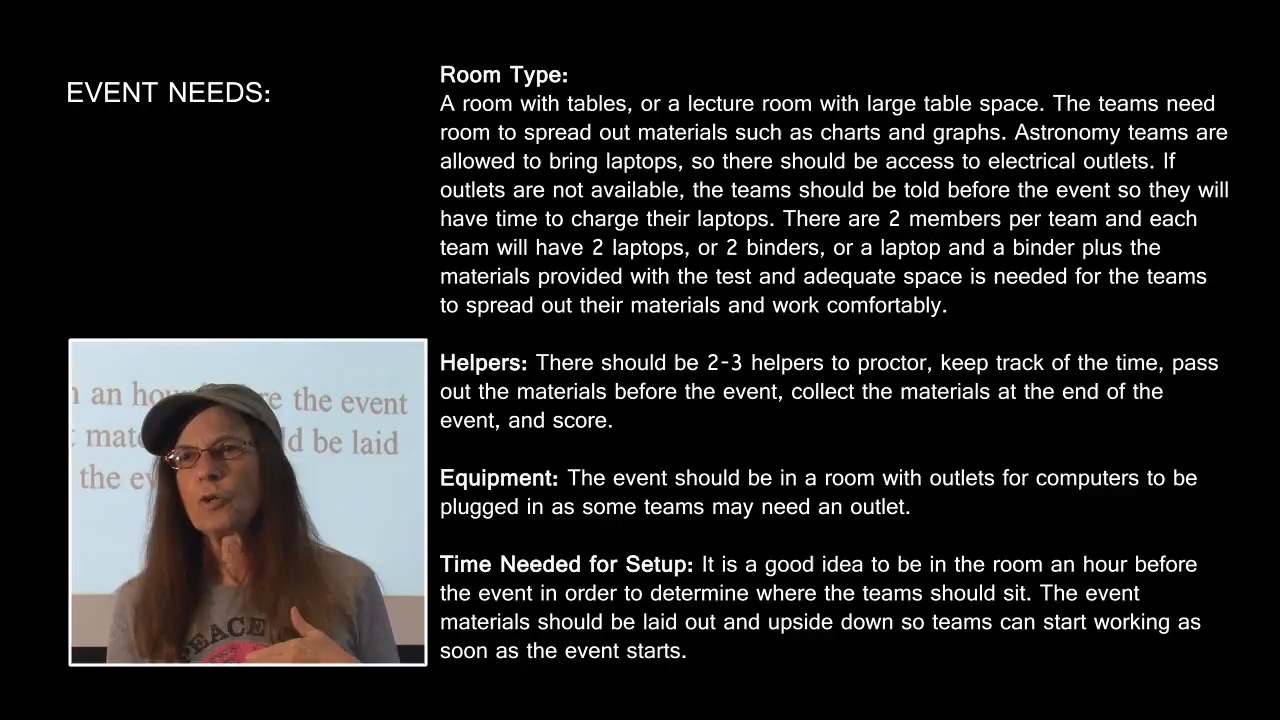 EVENT NEEDS:
Room Type:
A room with tables, or a lecture room with large table space. The teams need
room to spread out materials such as charts and graphs. Astronomy teams are
allowed to bring laptops, so there should be access to electrical outlets. If
outlets are not available, the teams should be told before the event so they will
have time to charge their laptops. There are 2 members per team and each
team will have 2 laptops, or 2 binders, or a laptop and a binder plus the
materials provided with the test and adequate space is needed for the teams
to spread out their materials and work comfortably.
Helpers: There should be 2-3 helpers to proctor, keep track of the time, pass
out the materials before the event, collect the materials at the end of the
event, and score.
Equipment: The event should be in a room with outlets for computers to be
plugged in as some teams may need an outlet.
Time Needed for Setup: It is a good idea to be in the room an hour before
the event in order to determine where the teams should sit. The event
materials should be laid out and upside down so teams can start working as
soon as the event starts.
an the event
be laid
the
PEACE